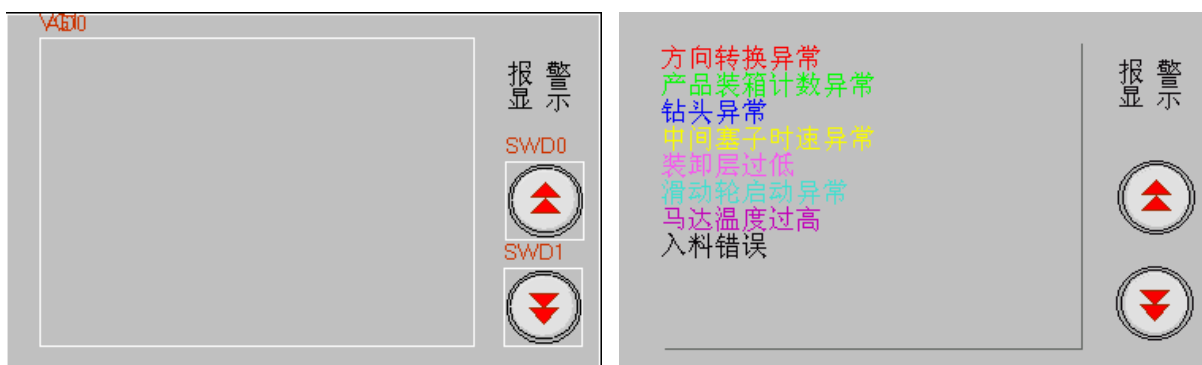 报警
显示
SWD0
SWD1
方向转换异常
产品装箱计数异常
钻头异常
中间塞子时速异常
装卸层过低
滑动轮启动异常
马达温度过高
入料错误
报警
显示